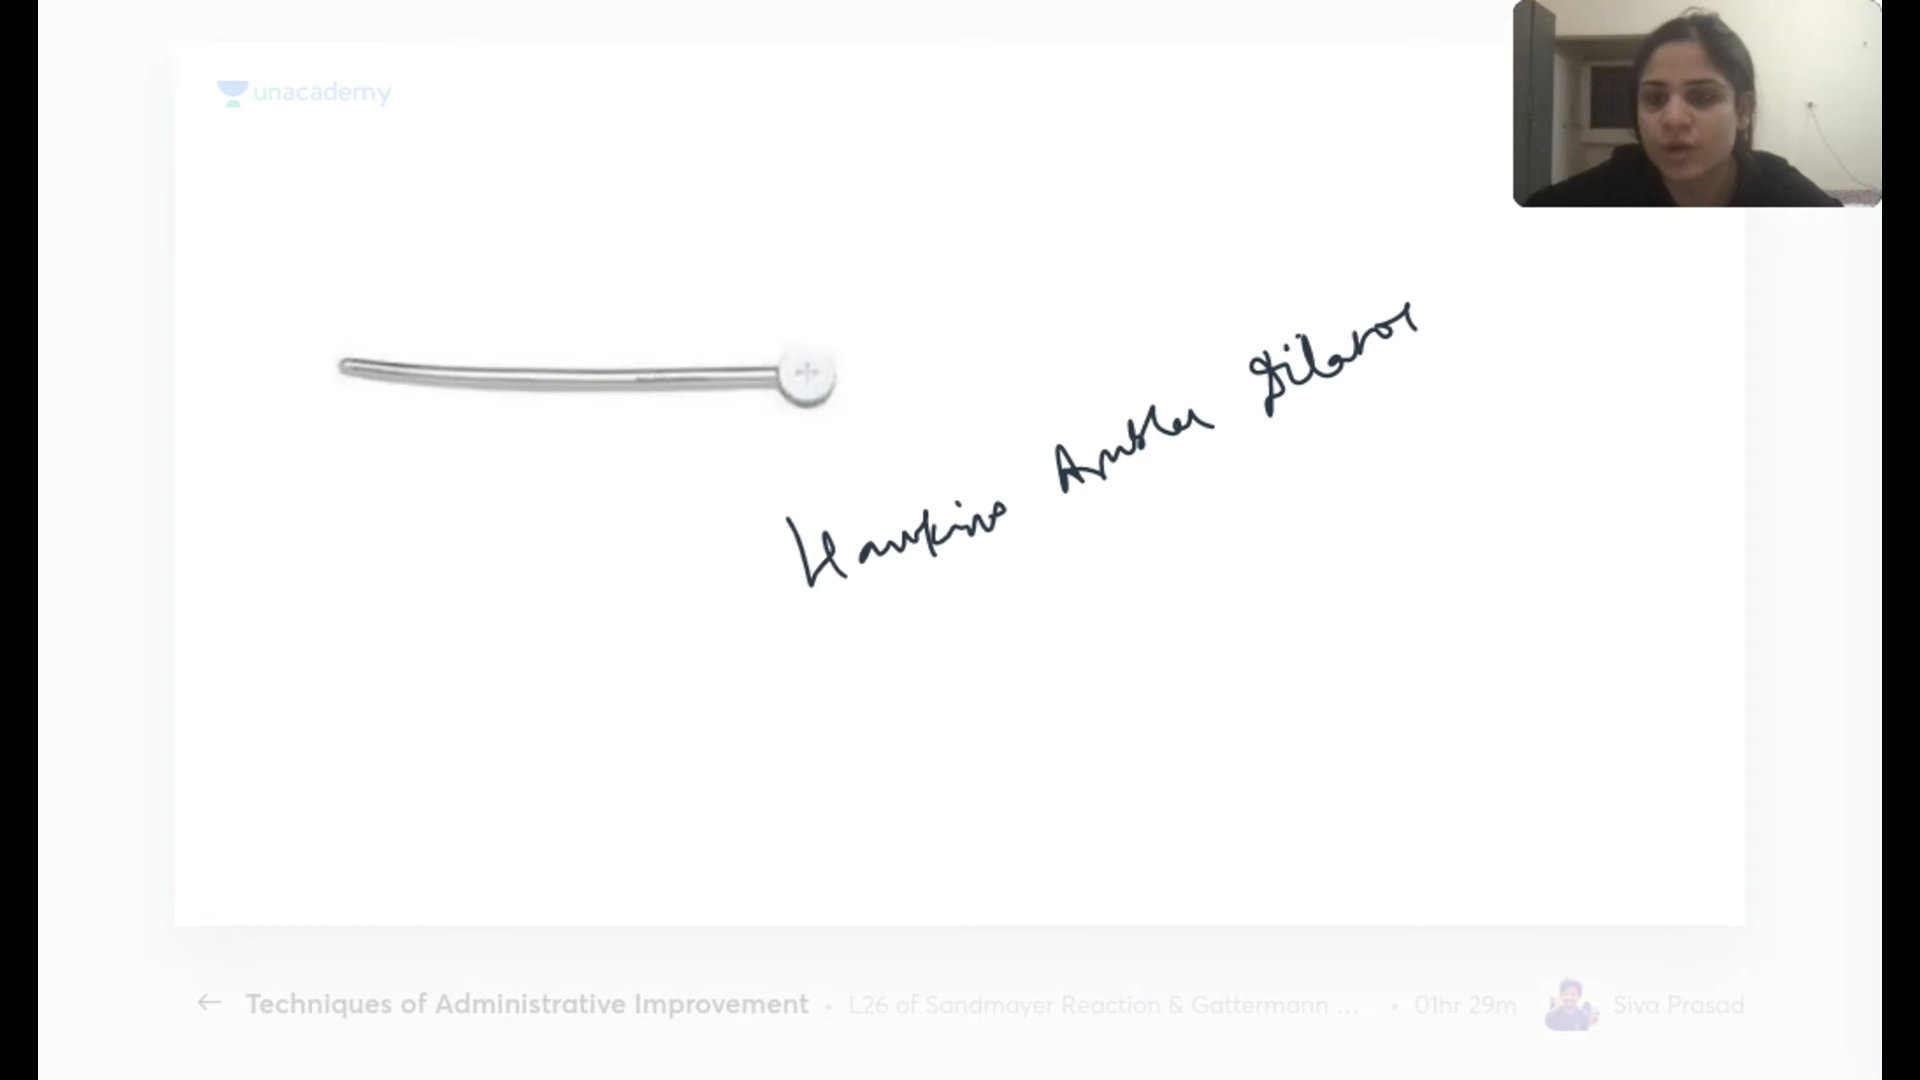 unacademy
Hawkins Ambler Dilator
Techniques of Administrative Improvement • L26 of Sandmayer Reaction & Gattermann ... • 01hr 29m Siva Prasad